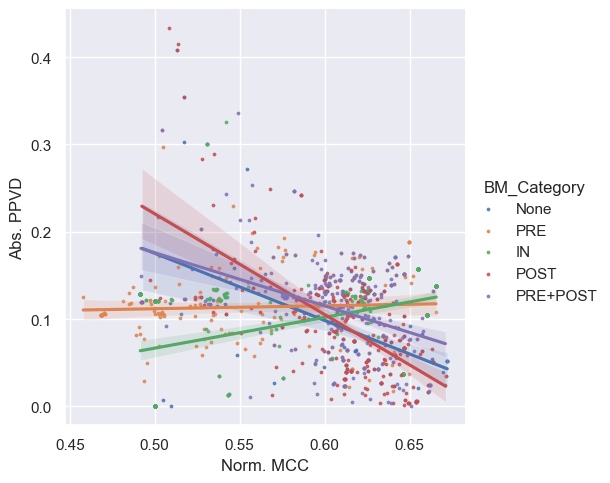 0.4
0.3
0.2
0.1
0.0
Abs. PPVD
0.45
0.50
0.55
0.60
0.65
Norm. MCC
BM_Category
None
PRE
IN
POST
PRE+POST